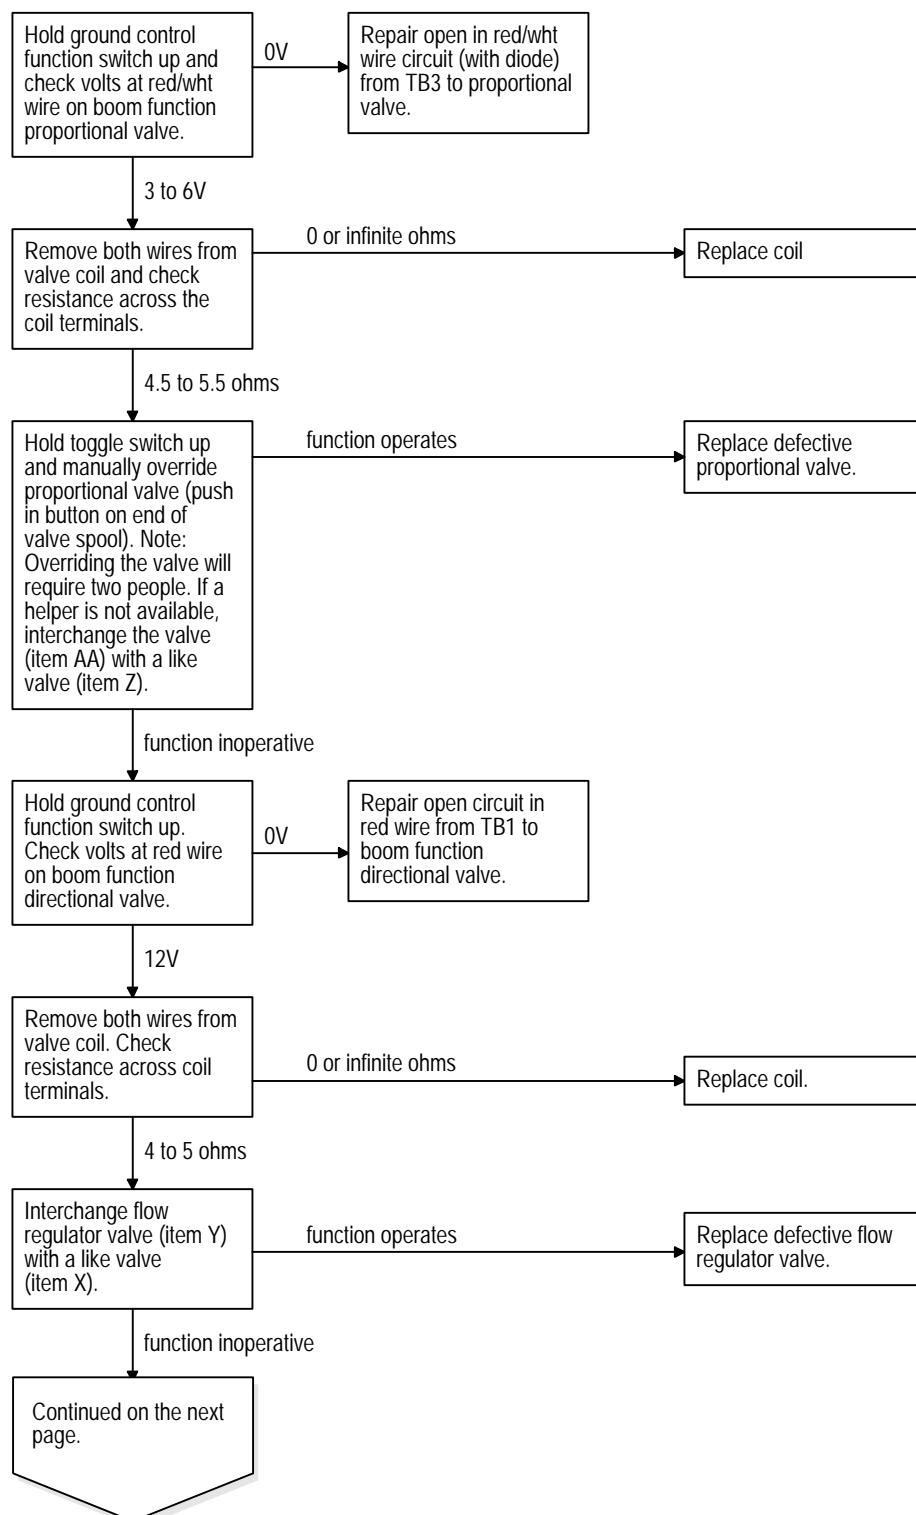 Hold ground control
function switch up and
check volts at red/wht
wire on boom function
proportional valve.
0V
Repair open in red/wht
wire circuit (with diode)
from TB3 to proportional
valve.
3 to 6V
Remove both wires from
valve coil and check
resistance across the
coil terminals.
0 or infinite ohms
Replace coil
4.5 to 5.5 ohms
Hold toggle switch up
and manually override
proportional valve (push
in button on end of
valve spool). Note:
Overriding the valve will
require two people. If a
helper is not available,
interchange the valve
(item AA) with a like
valve (item Z).
function operates
Replace defective
proportional valve.
function inoperative
Hold ground control
function switch up.
Check volts at red wire
on boom function
directional valve.
0V
Repair open circuit in
red wire from TB1 to
boom function
directional valve.
12V
Remove both wires from
valve coil. Check
resistance across coil
terminals.
0 or infinite ohms
Replace coil.
4 to 5 ohms
Interchange flow
regulator valve (item Y)
with a like valve
(item X).
function operates
Replace defective flow
regulator valve.
function inoperative
Continued on the next
page.